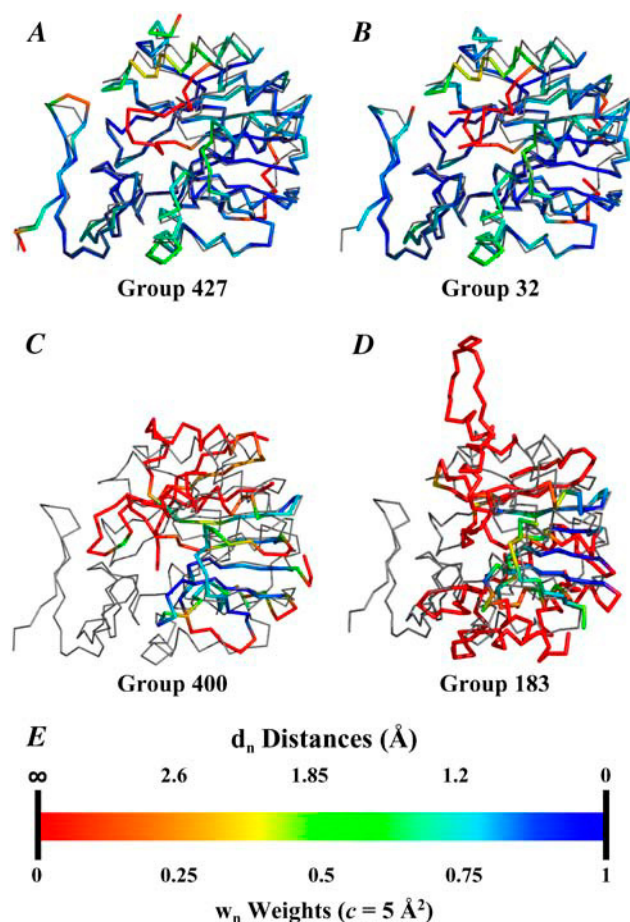 A
B
Group 427
Group 32
C
D
Group 400
Group 183
E
dₙ Distances (Å)
∞ 2.6 1.85 1.2 0
0 0.25 0.5 0.75 1
wₙ Weights (c = 5 Å²)